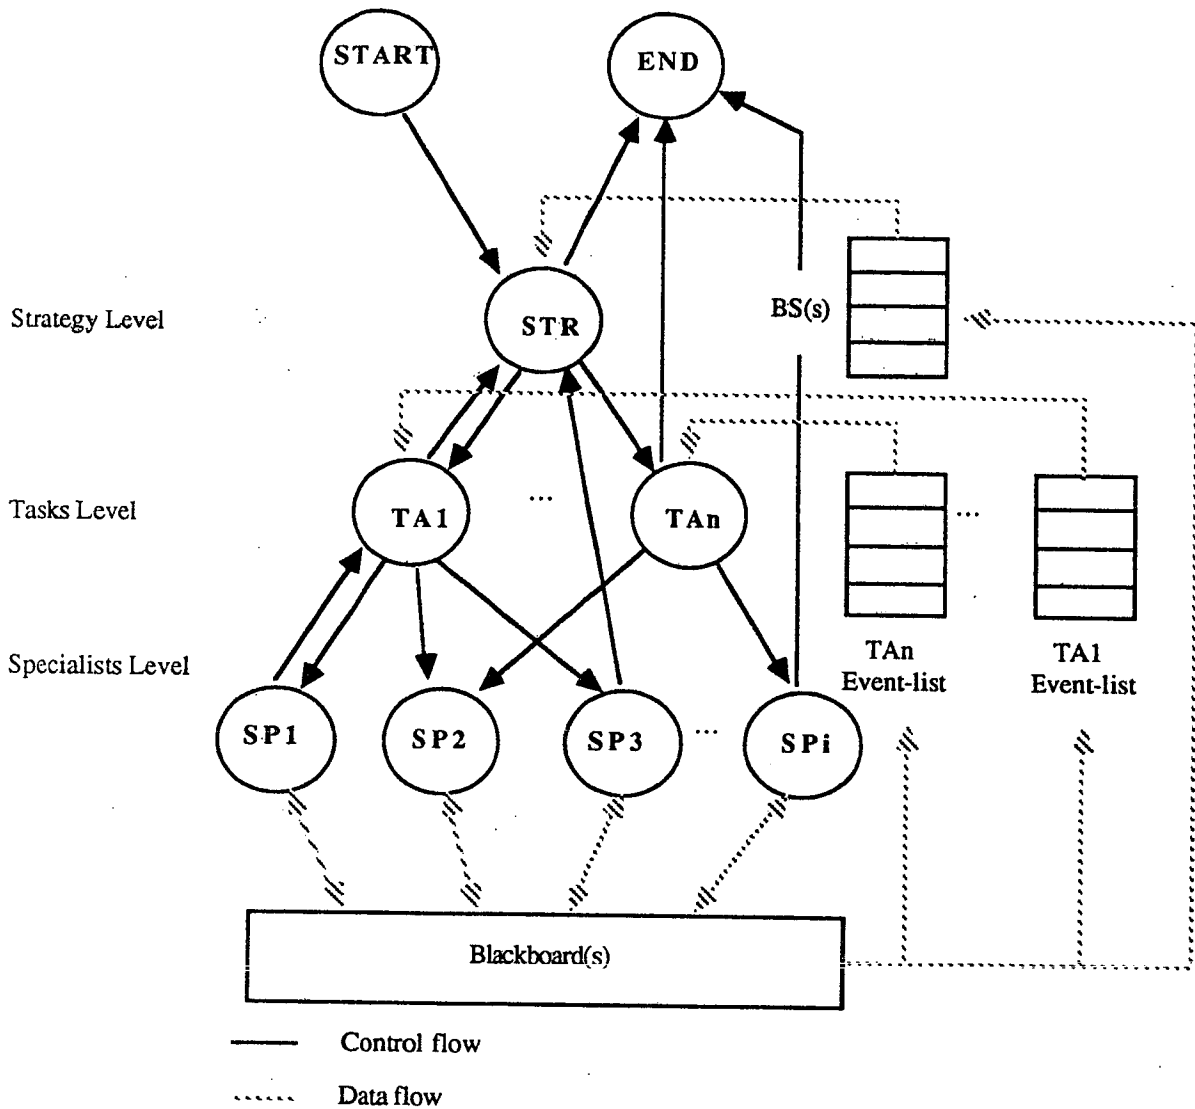 START
END
Strategy Level
STR
BS(s)
Tasks Level
TA1
...
TAn
...
Specialists Level
TAn
Event-list
TA1
Event-list
SP1
SP2
SP3
...
SPi
Blackboard(s)
Control flow
Data flow